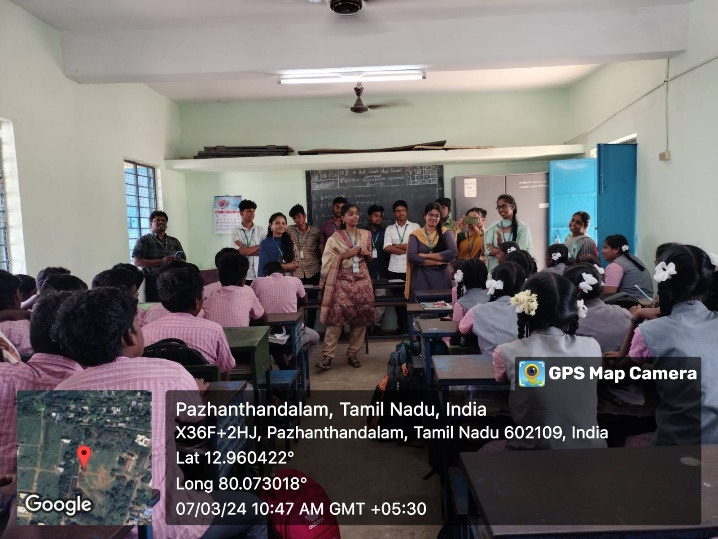 GPS Map Camera
Pazhanthandalam, Tamil Nadu, India
X36F+2HJ, Pazhanthandalam, Tamil Nadu 602109, India
Lat 12.960422°
Long 80.073018°
07/03/24 10:47 AM GMT +05:30
Google